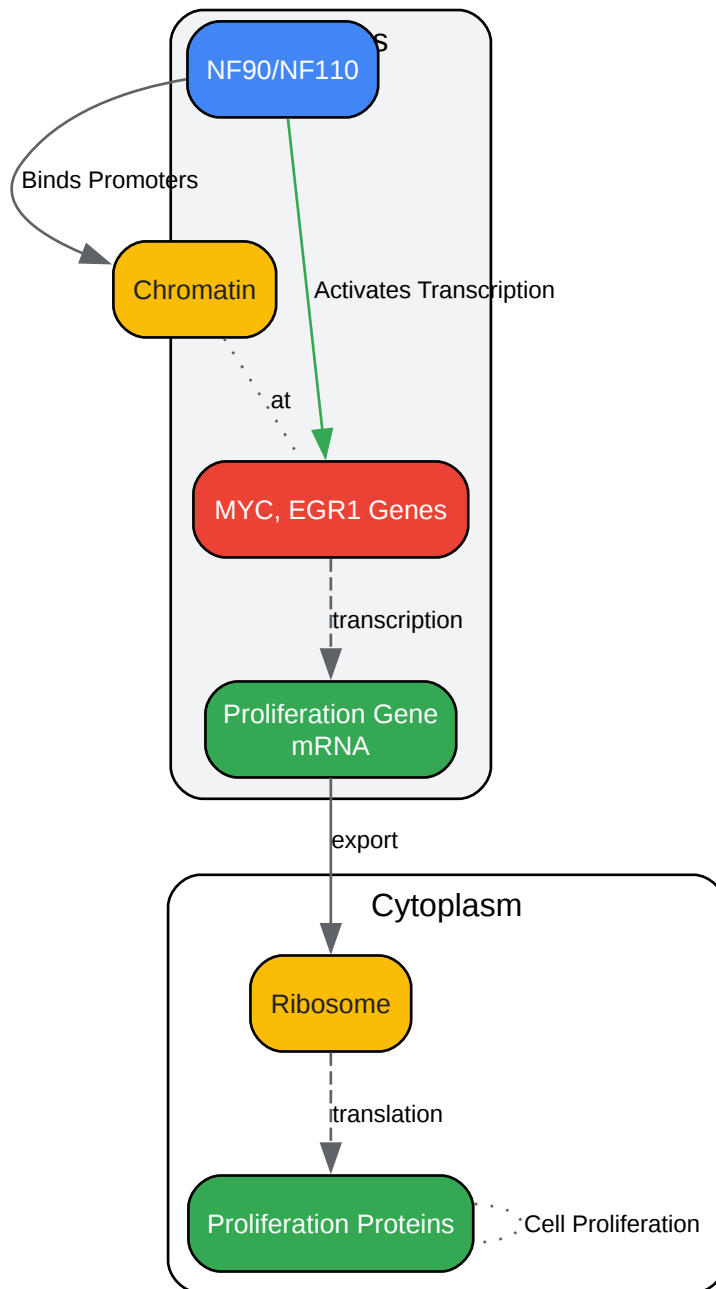 NF90/NF110
s
Binds Promoters
Chromatin
Activates Transcription
at
MYC, EGR1 Genes
transcription
Proliferation Gene
mRNA
export
Cytoplasm
Ribosome
translation
Proliferation Proteins
Cell Proliferation